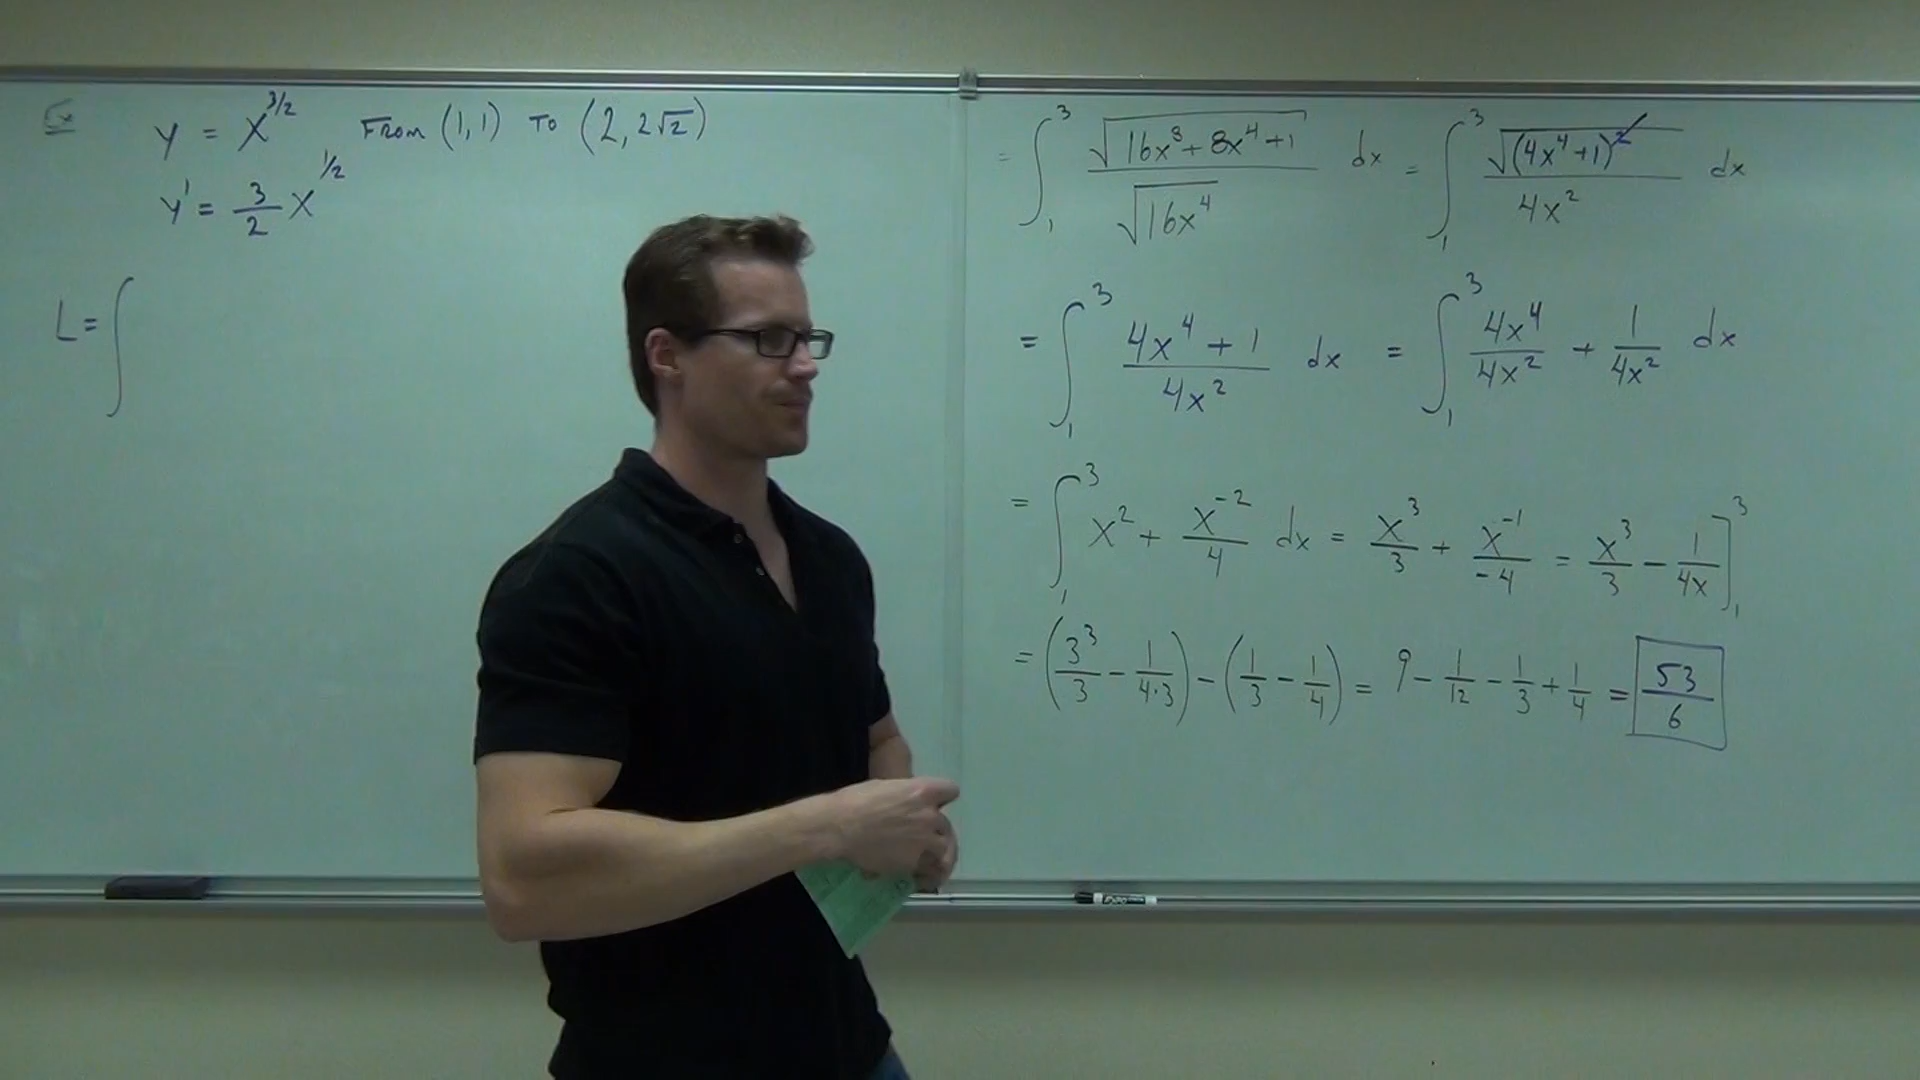 Ex y = x^{3/2} FROM (1,1) TO (2, 2√2)
y' = 3/2 x^{1/2}
L = ∫
= ∫_1^3 √(16x^8 + 8x^4 + 1) / √(16x^4) dx = ∫_1^3 √((4x^4 + 1)^2) / 4x^2 dx
= ∫_1^3 (4x^4 + 1) / 4x^2 dx = ∫_1^3 4x^4 / 4x^2 + 1 / 4x^2 dx
= ∫_1^3 x^2 + x^{-2} / 4 dx = x^3 / 3 + x^{-1} / -4 = x^3 / 3 - 1 / 4x ]_1^3
= (3^3 / 3 - 1 / 4·3) - (1/3 - 1/4) = 9 - 1/12 - 1/3 + 1/4 = 53/6
EXPO